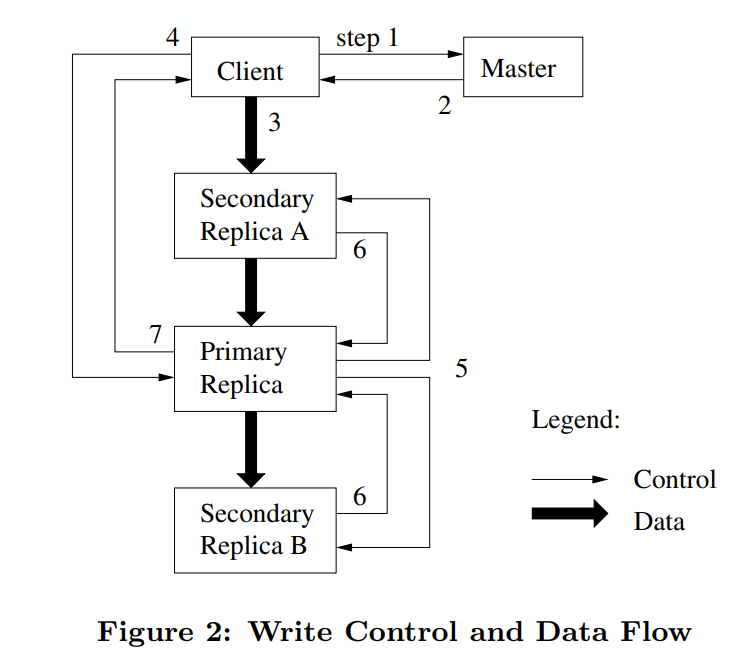 4
step 1
Client
Master
2
3
Secondary
Replica A
6
7
Primary
Replica
5
Legend:
Control
Data
6
Secondary
Replica B
Figure 2: Write Control and Data Flow